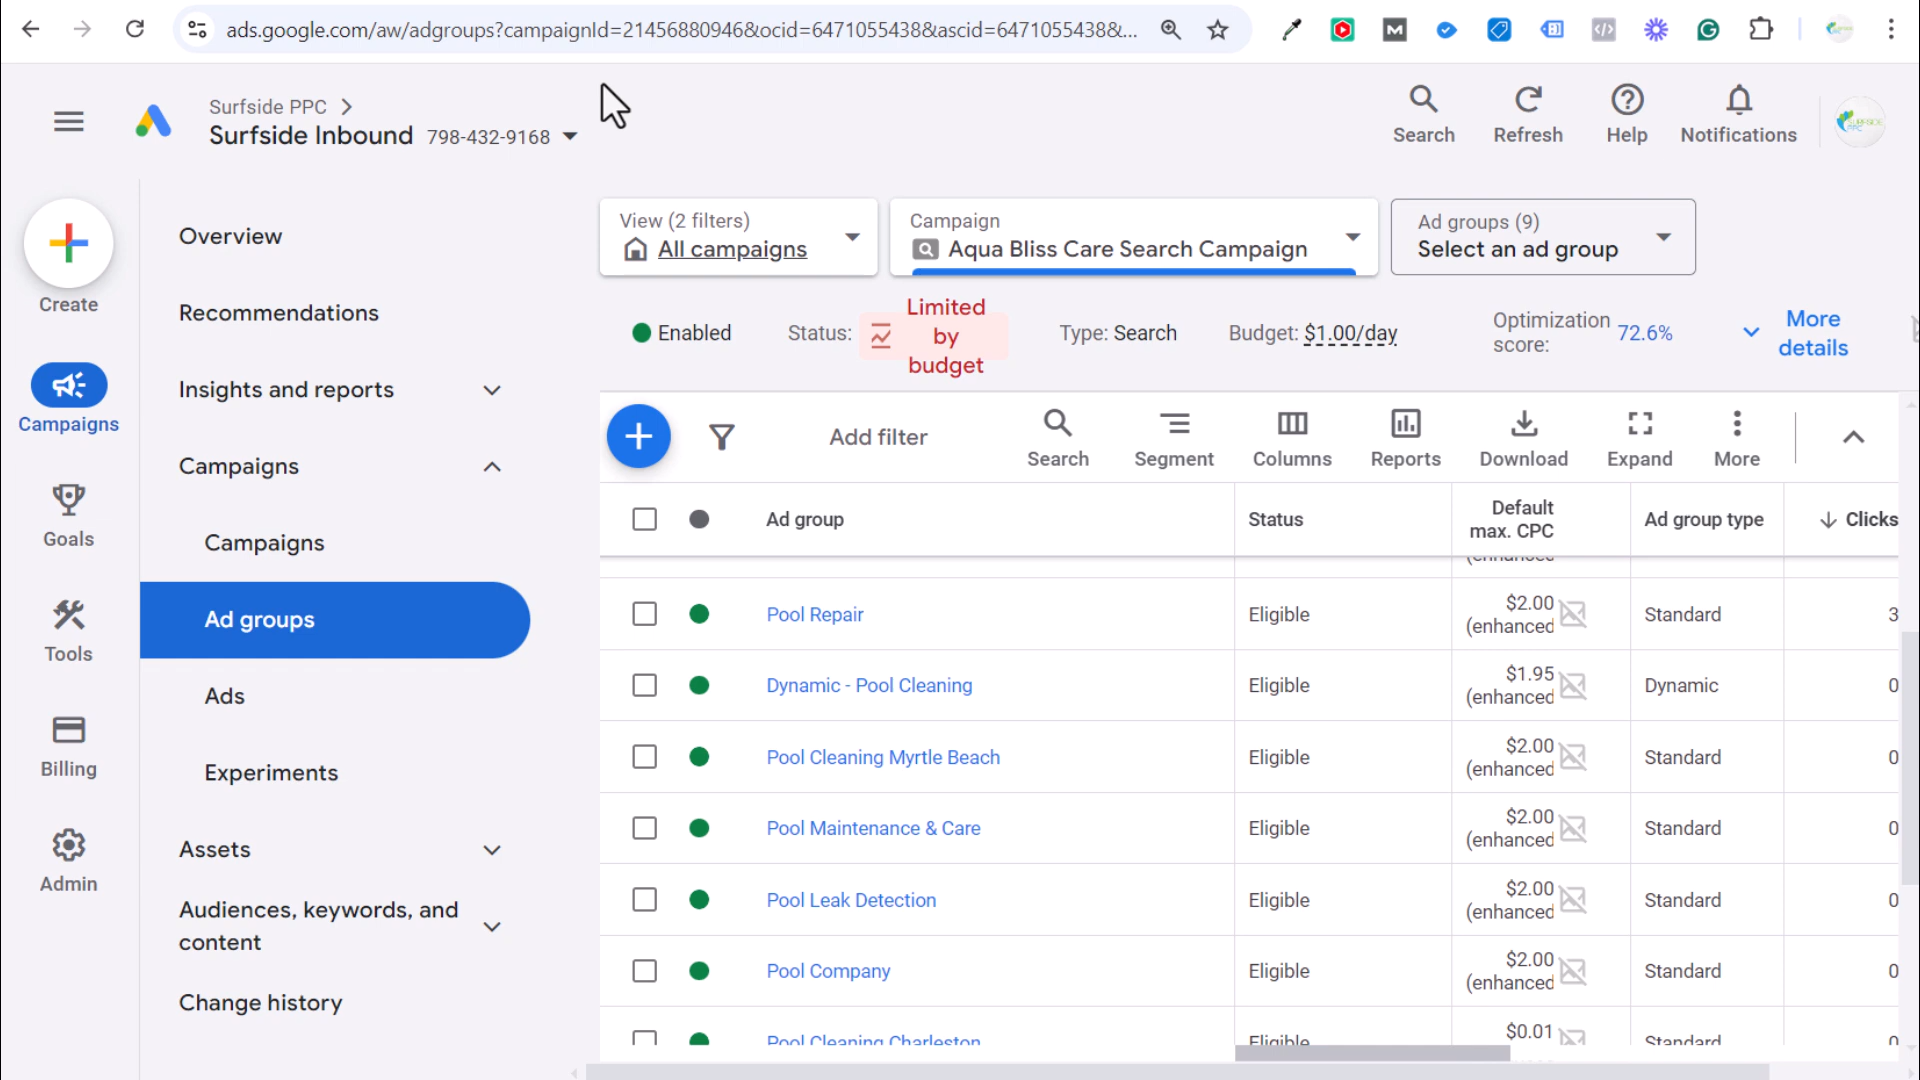 ads.google.com/aw/adgroups?campaignId=21456880946&ocid=6471055438&ascid=6471055438&...
Surfside PPC
Surfside Inbound 798-432-9168
Search
Refresh
Help
Notifications
Create
Campaigns
Goals
Tools
Billing
Admin
Overview
Recommendations
Insights and reports
Campaigns
Campaigns
Ad groups
Ads
Experiments
Assets
Audiences, keywords, and
content
Change history
View (2 filters)
All campaigns
Campaign
Aqua Bliss Care Search Campaign
Ad groups (9)
Select an ad group
Enabled
Status:
Limited
by
budget
Type: Search
Budget: $1.00/day
Optimization
score:
72.6%
More
details
Add filter
Search
Segment
Columns
Reports
Download
Expand
More
Ad group
Status
Default
max. CPC
Ad group type
Clicks
(enhanced
Pool Repair
Eligible
$2.00
(enhanced
Standard
3
Dynamic - Pool Cleaning
Eligible
$1.95
(enhanced
Dynamic
0
Pool Cleaning Myrtle Beach
Eligible
$2.00
(enhanced
Standard
0
Pool Maintenance & Care
Eligible
$2.00
(enhanced
Standard
0
Pool Leak Detection
Eligible
$2.00
(enhanced
Standard
0
Pool Company
Eligible
$2.00
(enhanced
Standard
0
Pool Cleaning Charleston
Eligible
$0.01
Standard
0